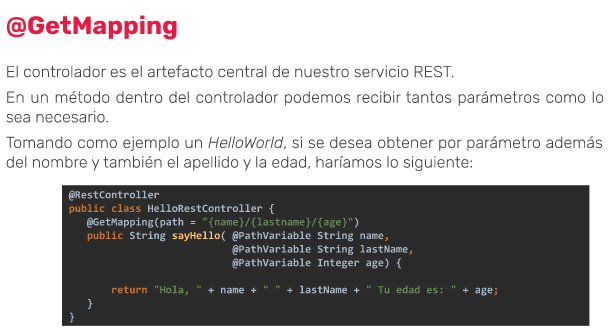 @GetMapping
El controlador es el artefacto central de nuestro servicio REST.
En un método dentro del controlador podemos recibir tantos parámetros como lo
sea necesario.
Tomando como ejemplo un HelloWorld, si se desea obtener por parámetro además
del nombre y también el apellido y la edad, haríamos lo siguiente:
@RestController
public class HelloRestController {
@GetMapping(path = "{name}/{lastname}/{age}")
public String sayHello( @PathVariable String name,
@PathVariable String lastName,
@PathVariable Integer age) {
return "Hola, " + name + " " + lastName + " Tu edad es: " + age;
}
}